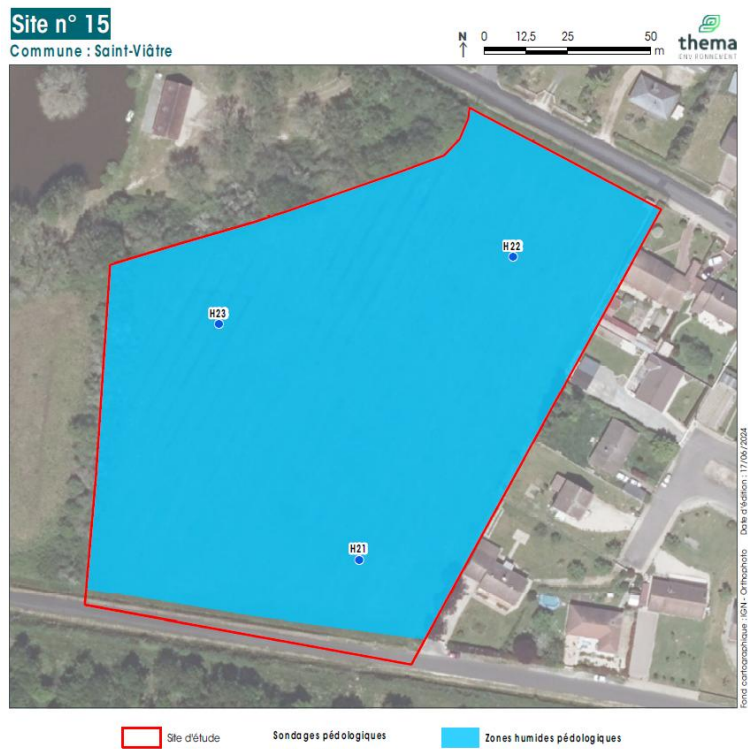 Site n° 15
Commune : Saint-Viâtre
N
0 12,5 25 50
m
thema
ENVIRONNEMENT
H22
H23
H21
Fond cartographique : IGN - Orthophoto Date d'édition : 17/06/2024
Site d'étude
Sondages pédologiques
Zones humides pédologiques